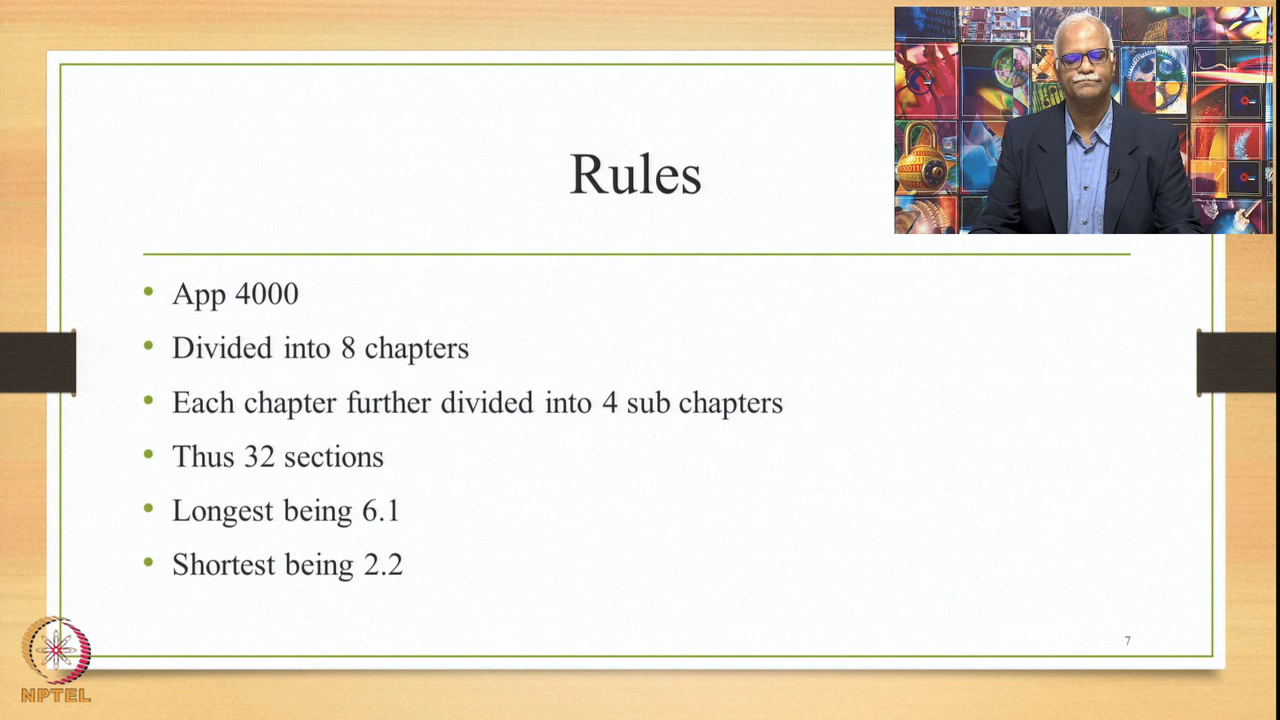 Rules
App 4000
Divided into 8 chapters
Each chapter further divided into 4 sub chapters
Thus 32 sections
Longest being 6.1
Shortest being 2.2
7
NPTEL